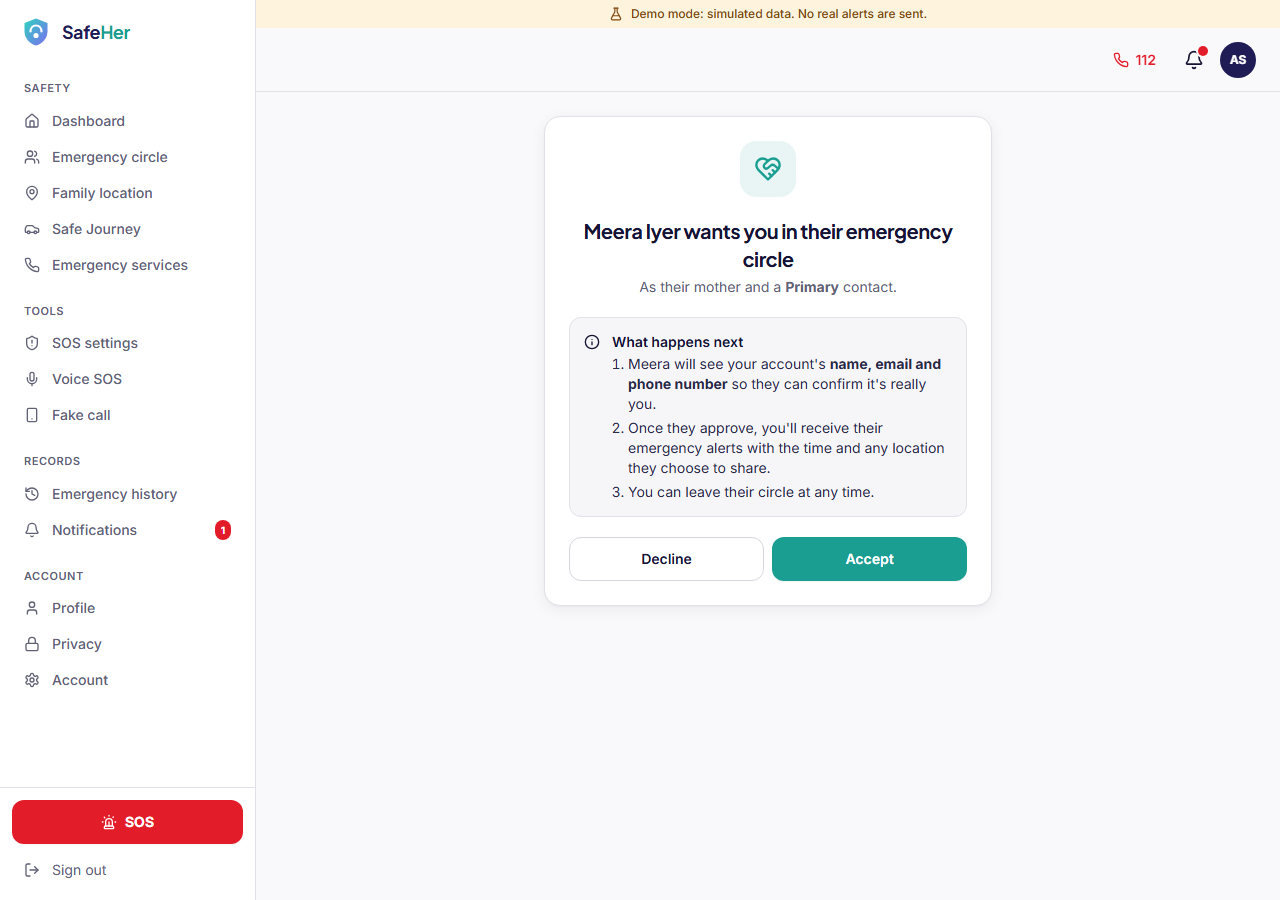 SafeHer
SAFETY
Dashboard
Emergency circle
Family location
Safe Journey
Emergency services
TOOLS
SOS settings
Voice SOS
Fake call
RECORDS
Emergency history
Notifications 1
ACCOUNT
Profile
Privacy
Account
SOS
Sign out
Demo mode: simulated data. No real alerts are sent.
112
AS
Meera Iyer wants you in their emergency
circle
As their mother and a Primary contact.
What happens next
1. Meera will see your account's name, email and
phone number so they can confirm it's really
you.
2. Once they approve, you'll receive their
emergency alerts with the time and any location
they choose to share.
3. You can leave their circle at any time.
Decline
Accept